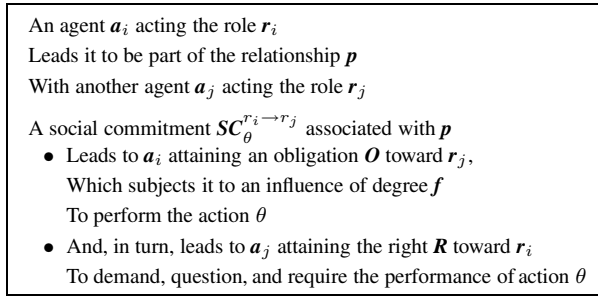 An agent a_i acting the role r_i
Leads it to be part of the relationship p
With another agent a_j acting the role r_j
A social commitment SC_θ^{r_i→r_j} associated with p
• Leads to a_i attaining an obligation O toward r_j,
Which subjects it to an influence of degree f
To perform the action θ
• And, in turn, leads to a_j attaining the right R toward r_i
To demand, question, and require the performance of action θ